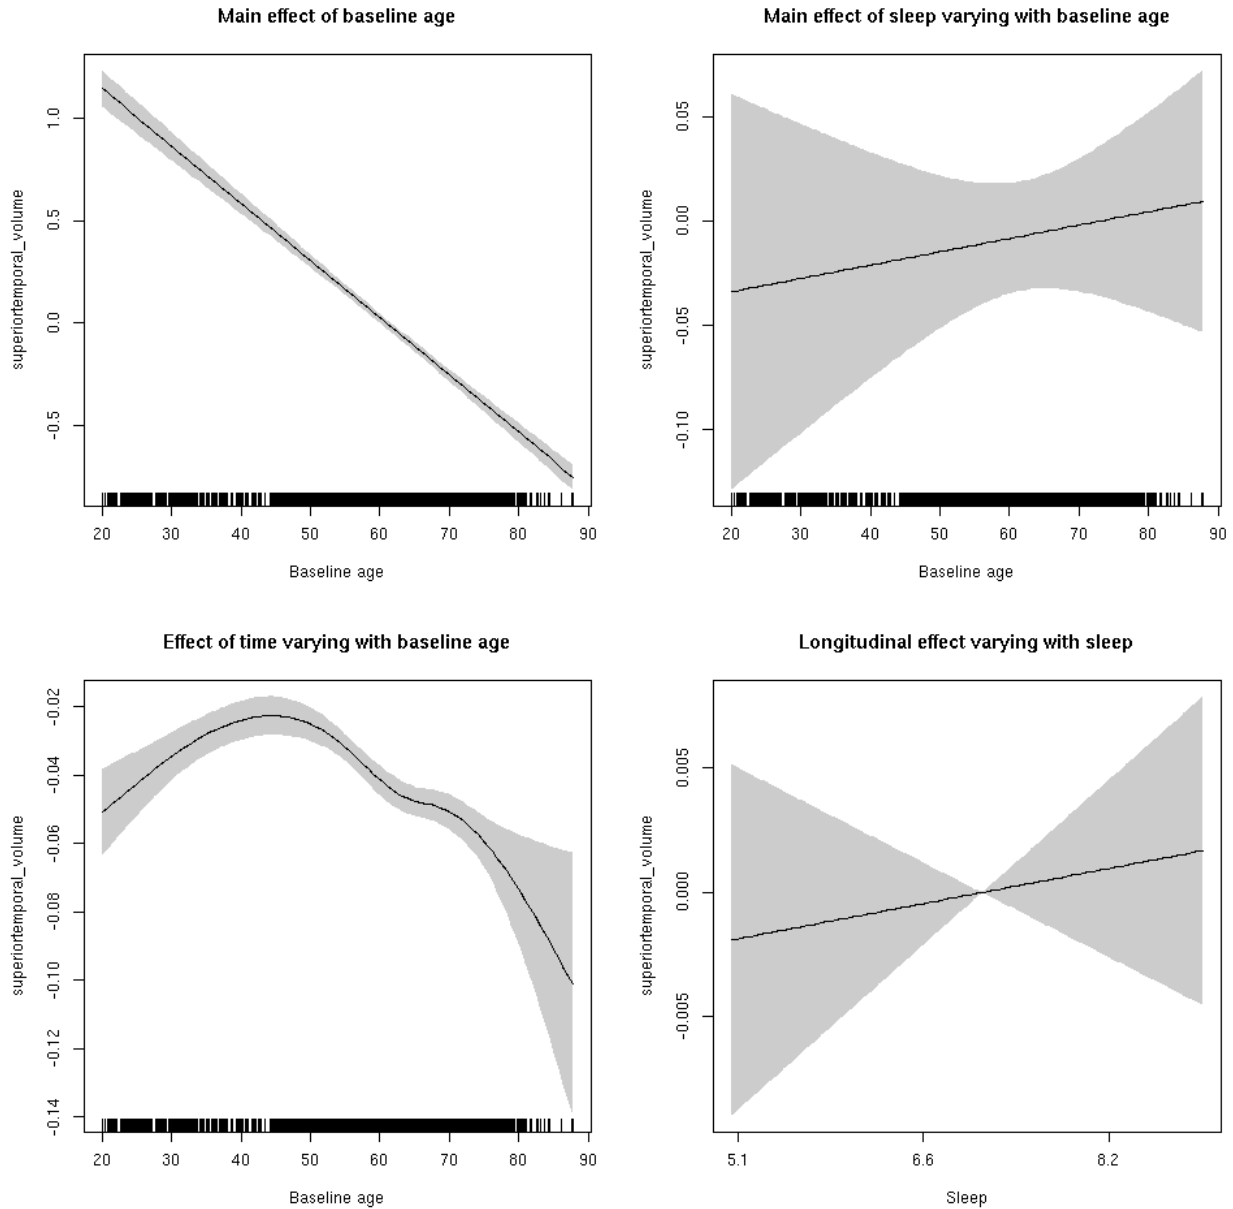 Main effect of baseline age
superiortemporal_volume
1.0
0.5
0.0
-0.5
20 30 40 50 60 70 80 90
Baseline age
Main effect of sleep varying with baseline age
superiortemporal_volume
0.05
0.00
-0.05
-0.10
20 30 40 50 60 70 80 90
Baseline age
Effect of time varying with baseline age
superiortemporal_volume
-0.02
-0.04
-0.06
-0.08
-0.10
-0.12
-0.14
20 30 40 50 60 70 80 90
Baseline age
Longitudinal effect varying with sleep
superiortemporal_volume
0.005
0.000
-0.005
5.1 6.6 8.2
Sleep